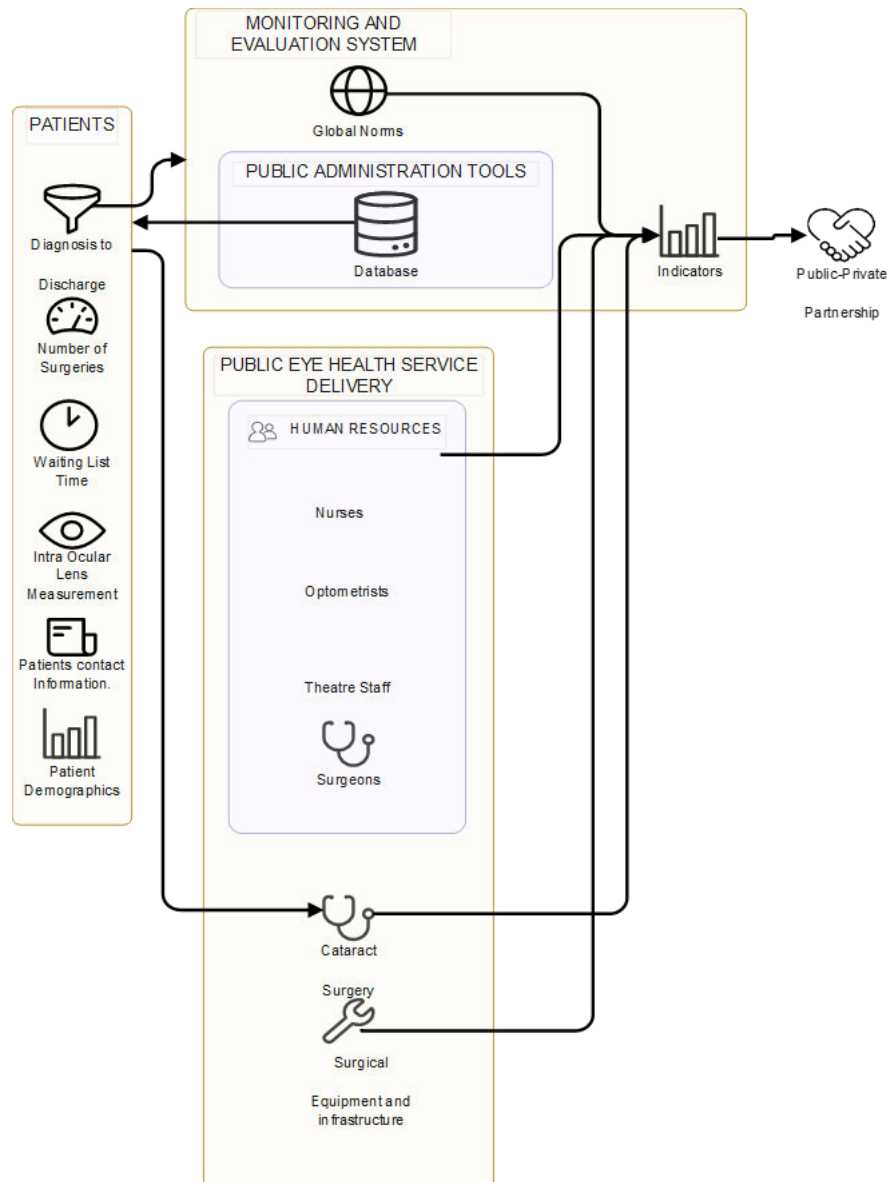 MONITORING AND
EVALUATION SYSTEM
Global Norms
PUBLIC ADMINISTRATION TOOLS
Database
Indicators
Public-Private
Partnership
PATIENTS
Diagnosis to
Discharge
Number of
Surgeries
Waiting List
Time
Intra Ocular
Lens
Measurement
Patients contact
Information.
Patient
Demographics
PUBLIC EYE HEALTH SERVICE
DELIVERY
HUMAN RESOURCES
Nurses
Optometrists
Theatre Staff
Surgeons
Cataract
Surgery
Surgical
Equipment and
infrastructure